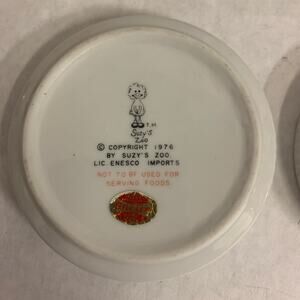 T.M.
Suzy's
Zoo
© COPYRIGHT 1976
BY SUZY'S ZOO
LIC. ENESCO IMPORTS
NOT TO BE USED FOR
SERVING FOODS